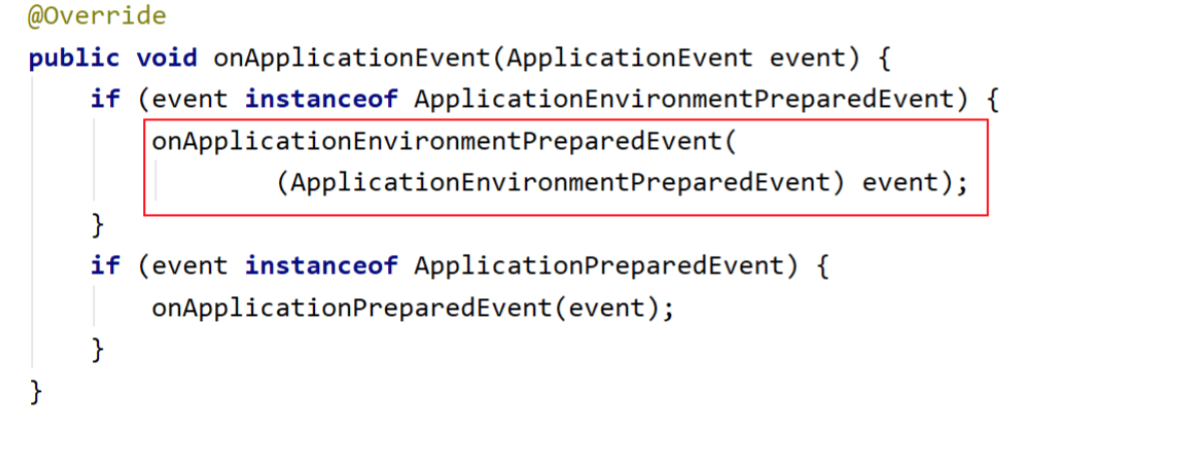 @Override
public void onApplicationEvent(ApplicationEvent event) {
if (event instanceof ApplicationEnvironmentPreparedEvent) {
onApplicationEnvironmentPreparedEvent(
(ApplicationEnvironmentPreparedEvent) event);
}
if (event instanceof ApplicationPreparedEvent) {
onApplicationPreparedEvent(event);
}
}